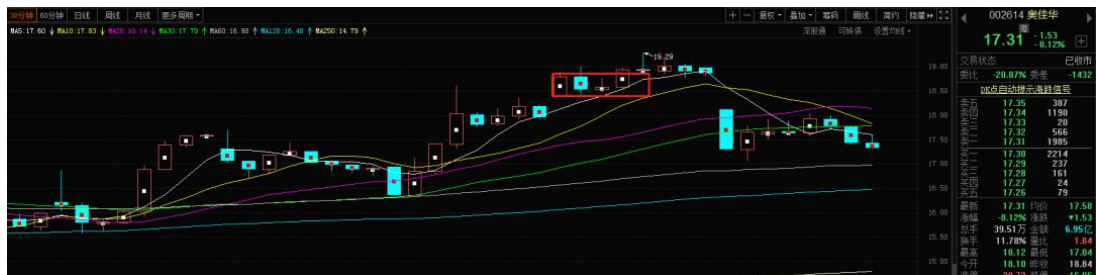 30分钟 60分钟 日线 周线 月线 更多周期
复权 叠加 筹码 画线 简约 隐藏
MA5:17.60 ↓ MA10:17.83 ↓ MA20:18.14 ↓ MA30:17.79 ↑ MA60:16.98 ↑ MA120:16.48 ↑ MA250:14.79 ↑
深股通 可融券 设置均线
19.29
19.00
18.50
18.00
17.50
17.00
16.50
16.00
15.50
15.00
002614 奥佳华
17.31 -1.53
-8.12%
交易状态 已收市
委比 -20.87% 委差 -1432
DK点自动提示涨跌信号
卖五 17.35 387
卖四 17.34 1190
卖三 17.33 20
卖二 17.32 566
卖一 17.31 1985
买一 17.30 2214
买二 17.29 237
买三 17.28 161
买四 17.27 24
买五 17.26 79
最新 17.31 均价 17.58
涨幅 -8.12% 涨跌 ▼1.53
总手 39.51万 金额 6.95亿
换手 11.78% 量比 1.84
最高 18.12 最低 17.04
今开 18.10 昨收 18.84